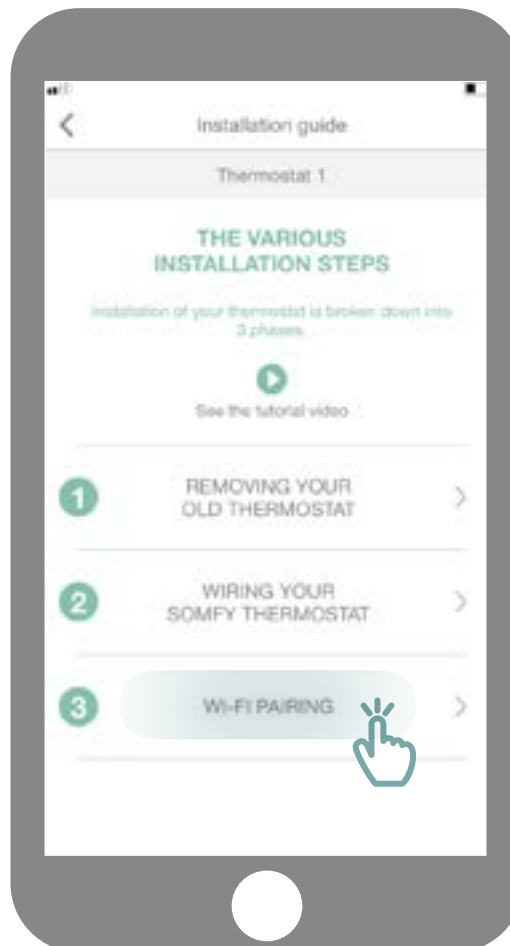 Installation guide
Thermostat 1
THE VARIOUS
INSTALLATION STEPS
Installation of your thermostat is broken down into
3 phases.
See the tutorial video
1
REMOVING YOUR
OLD THERMOSTAT
2
WIRING YOUR
SOMFY THERMOSTAT
3
WI-FI PAIRING